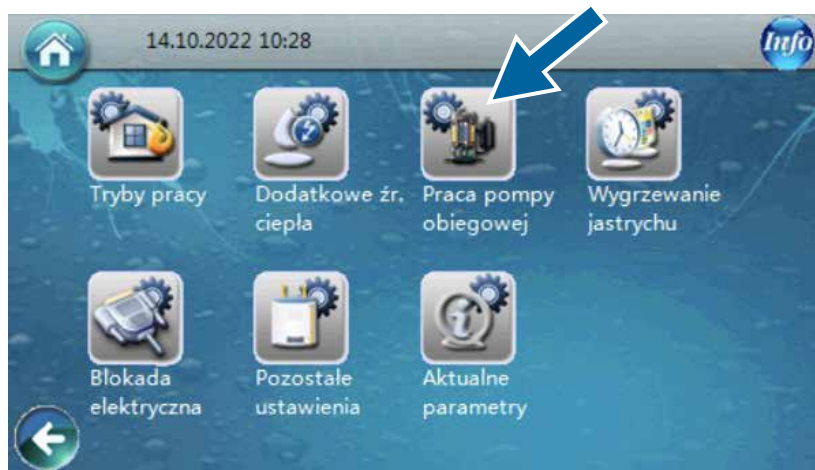 14.10.2022 10:28
Info
Tryby pracy
Dodatkowe źr.
ciepła
Praca pompy
obiegowej
Wygrzewanie
jastrychu
Blokada
elektryczna
Pozostałe
ustawienia
Aktualne
parametry